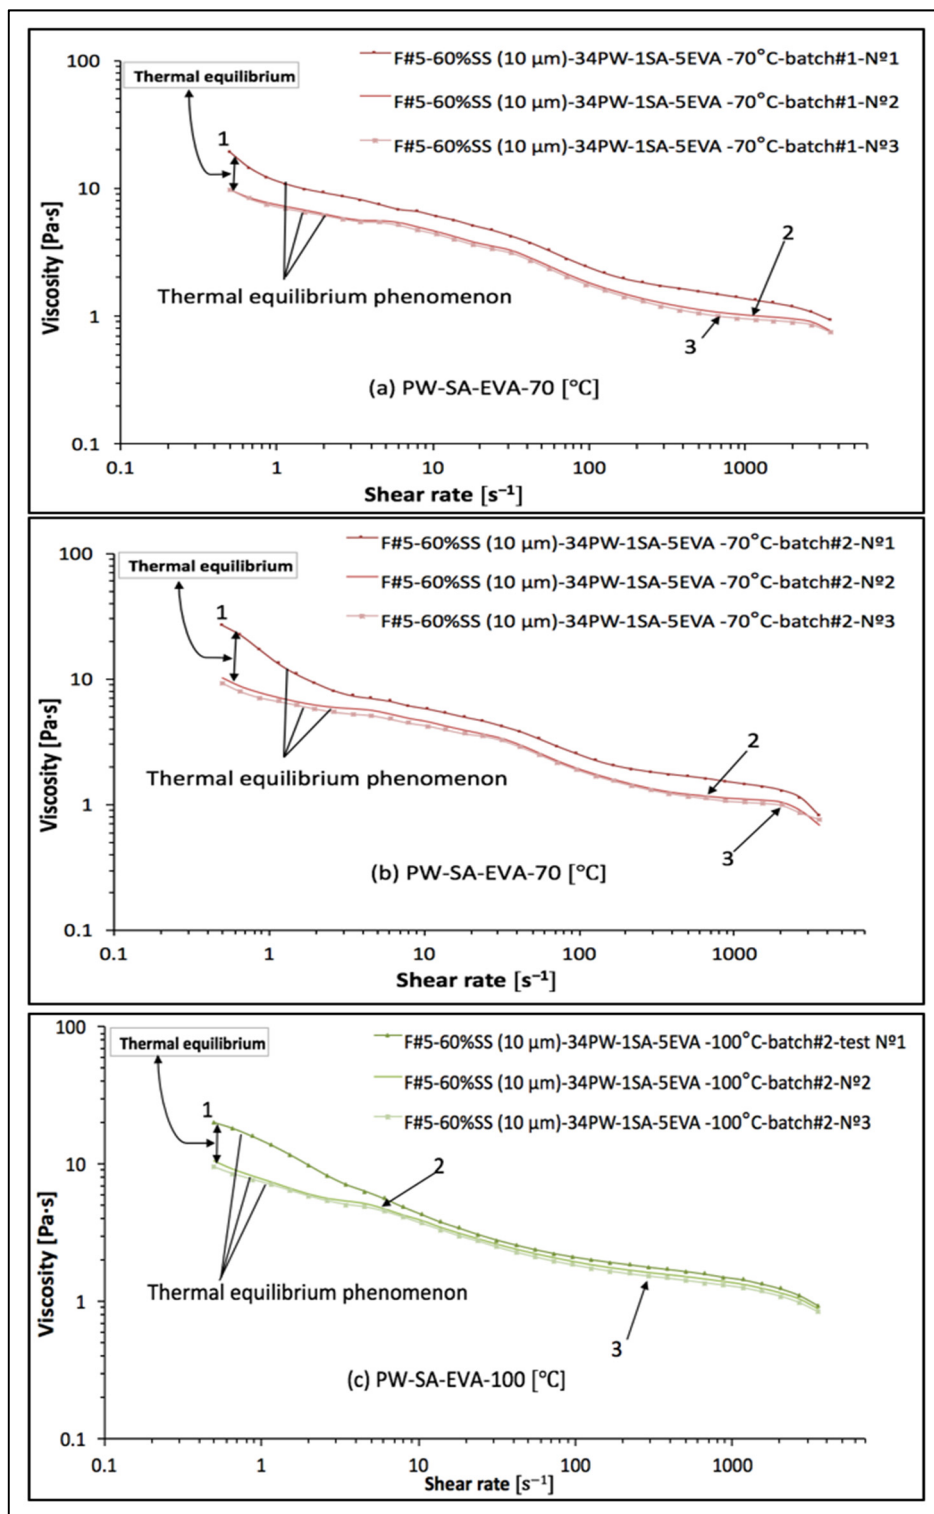 F#5-60%SS (10 µm)-34PW-1SA-5EVA -70°C-batch#1-Nº1
100
Thermal equilibrium
F#5-60%SS (10 µm)-34PW-1SA-5EVA -70°C-batch#1-Nº2
1
F#5-60%SS (10 µm)-34PW-1SA-5EVA -70°C-batch#1-Nº3
10
2
Thermal equilibrium phenomenon
1
3
Viscosity [Pa·s]
(a) PW-SA-EVA-70 [°C]
0.1
0.1 1 10 100 1000
Shear rate [s⁻¹]
F#5-60%SS (10 µm)-34PW-1SA-5EVA -70°C-batch#2-Nº1
100
Thermal equilibrium
F#5-60%SS (10 µm)-34PW-1SA-5EVA -70°C-batch#2-Nº2
1
F#5-60%SS (10 µm)-34PW-1SA-5EVA -70°C-batch#2-Nº3
10
2
Thermal equilibrium phenomenon
1
3
Viscosity [Pa·s]
(b) PW-SA-EVA-70 [°C]
0.1
0.1 1 10 100 1000
Shear rate [s⁻¹]
100
Thermal equilibrium
F#5-60%SS (10 µm)-34PW-1SA-5EVA -100°C-batch#2-test Nº1
F#5-60%SS (10 µm)-34PW-1SA-5EVA -100°C-batch#2-Nº2
1
F#5-60%SS (10 µm)-34PW-1SA-5EVA -100°C-batch#2-Nº3
10
2
Thermal equilibrium phenomenon
1
3
Viscosity [Pa·s]
(c) PW-SA-EVA-100 [°C]
0.1
0.1 1 10 100 1000
Shear rate [s⁻¹]